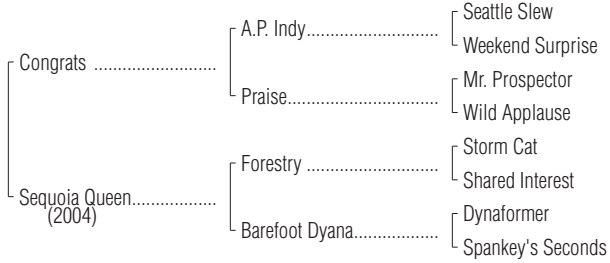 Seattle Slew
A.P. Indy
Weekend Surprise
Congrats
Mr. Prospector
Praise
Wild Applause
Storm Cat
Forestry
Shared Interest
Sequoia Queen
(2004)
Dynaformer
Barefoot Dyana
Spankey's Seconds